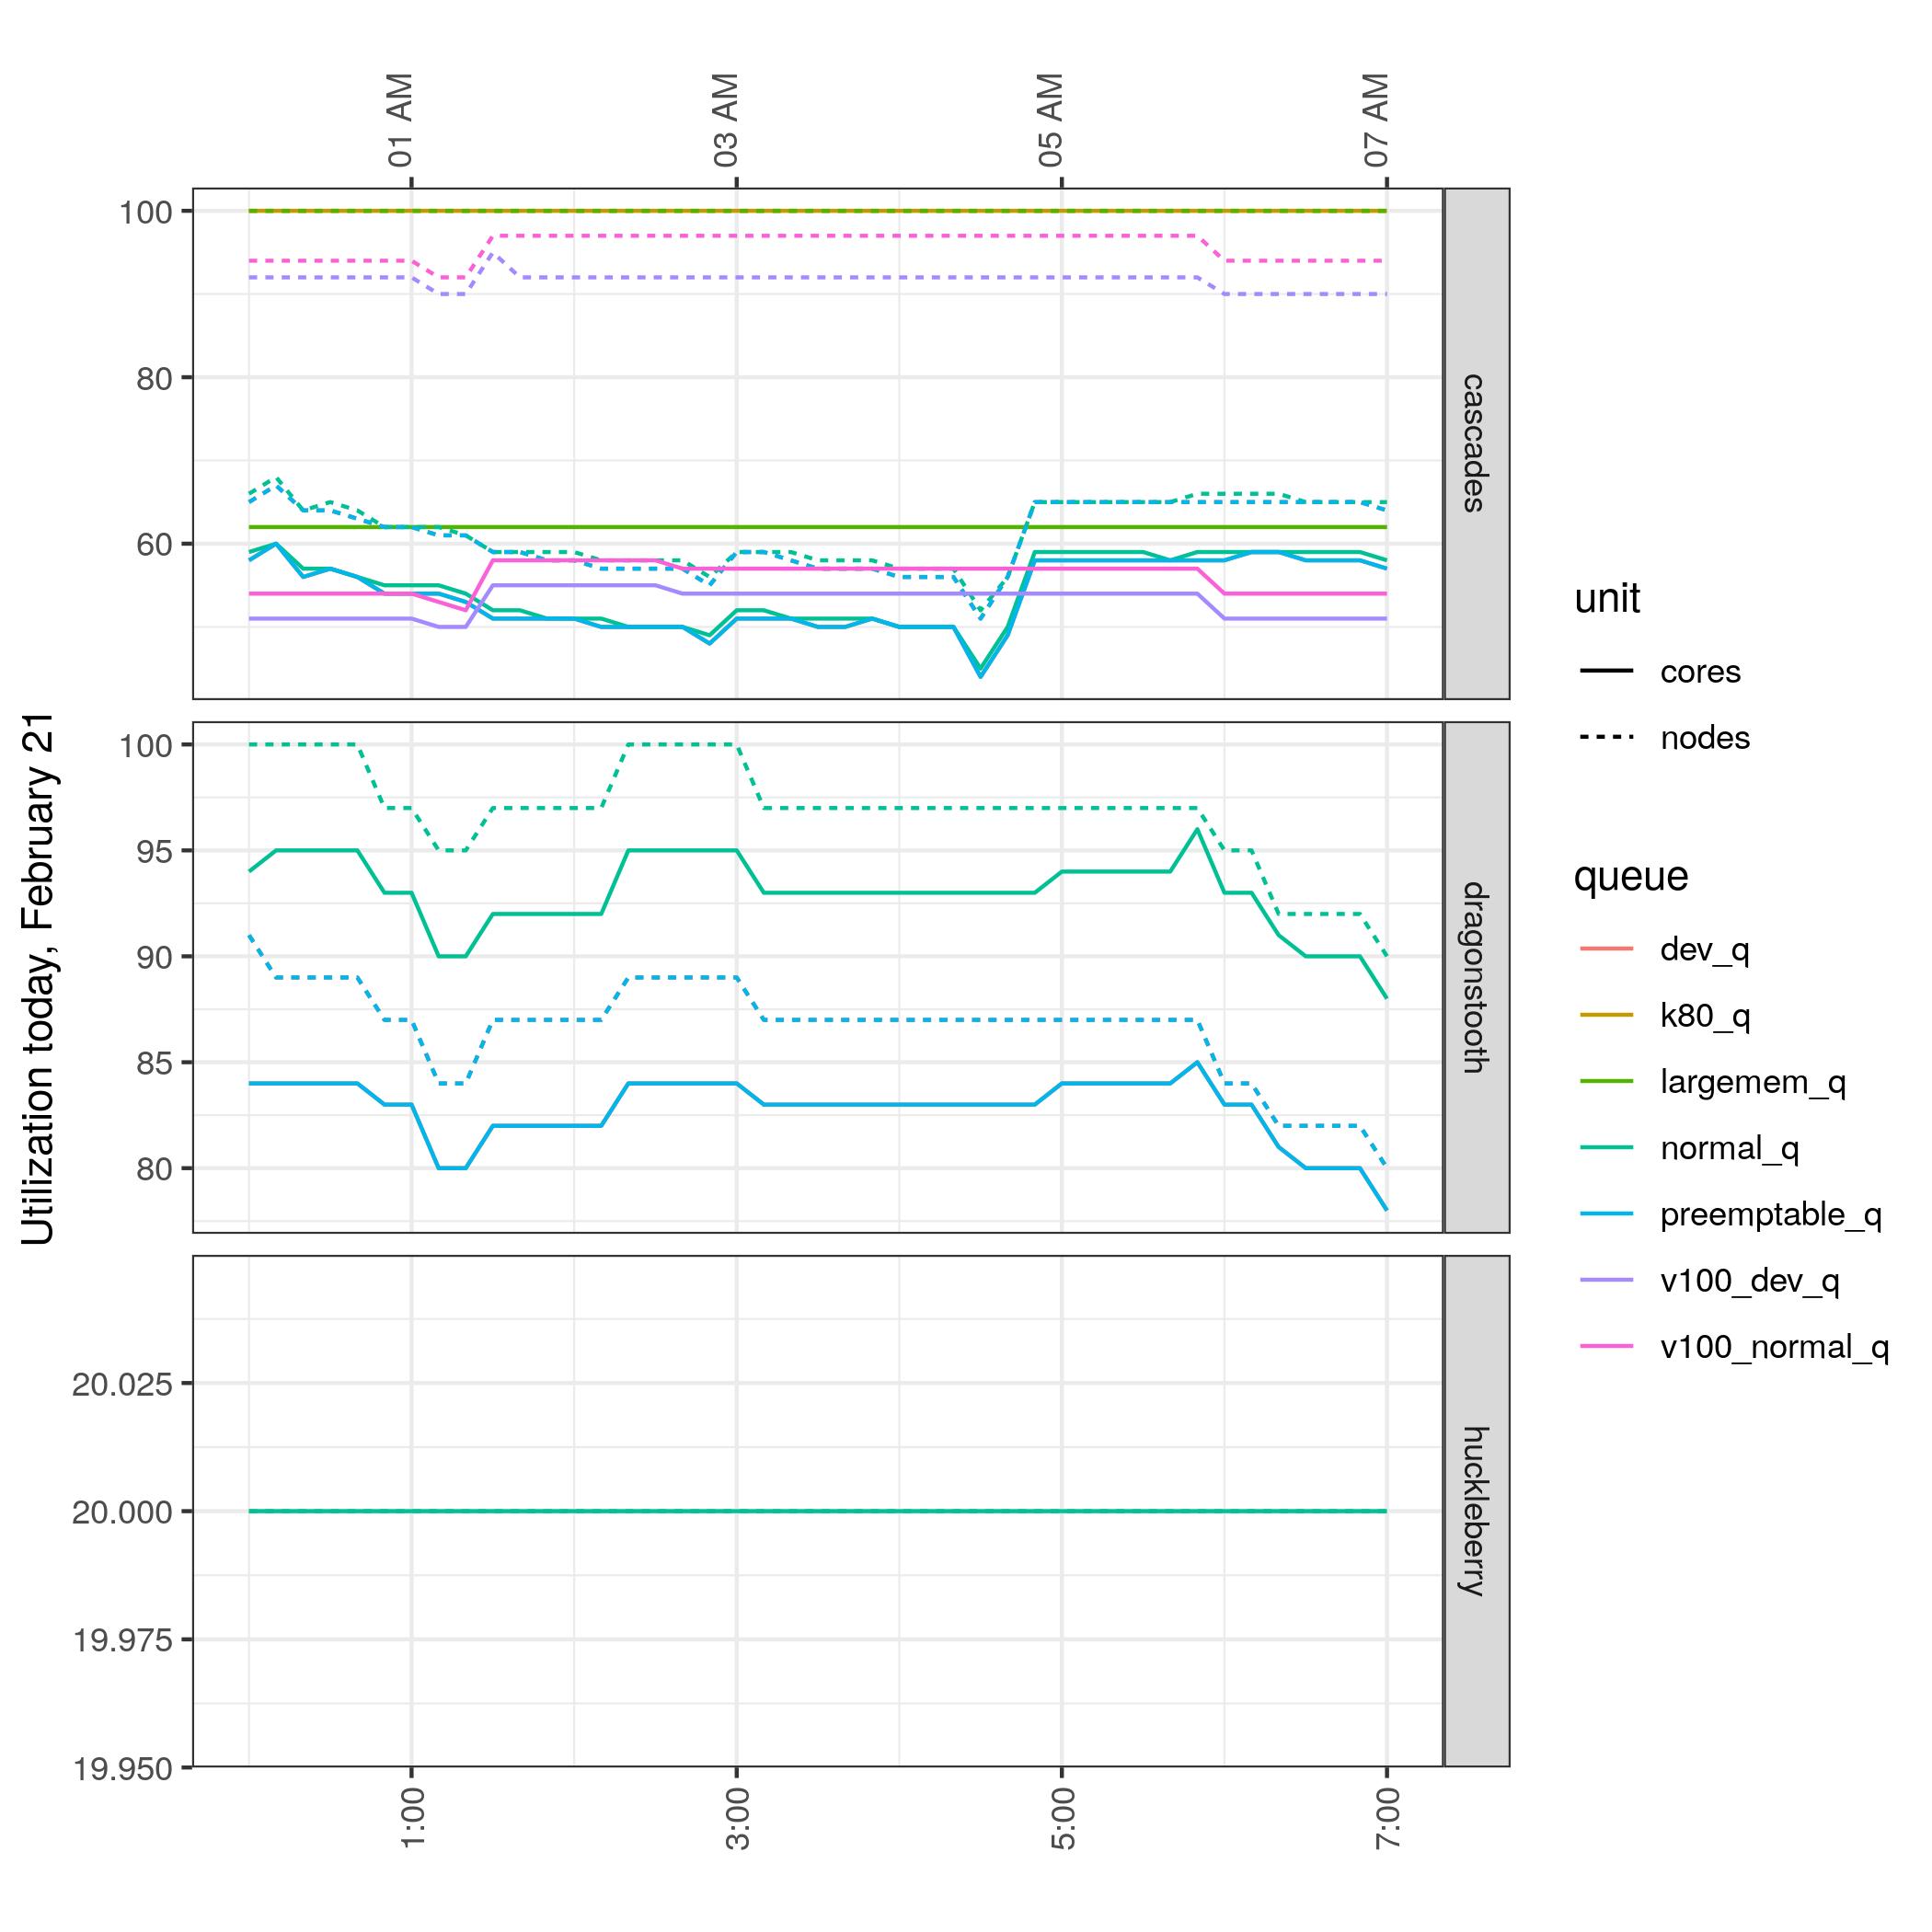 01 AM
03 AM
05 AM
07 AM
100
80
60
cascades
Utilization today, February 21
100
95
90
85
80
dragonstooth
20.025
20.000
19.975
19.950
huckleberry
1:00
3:00
5:00
7:00
unit
cores
nodes
queue
dev_q
k80_q
largemem_q
normal_q
preemptable_q
v100_dev_q
v100_normal_q